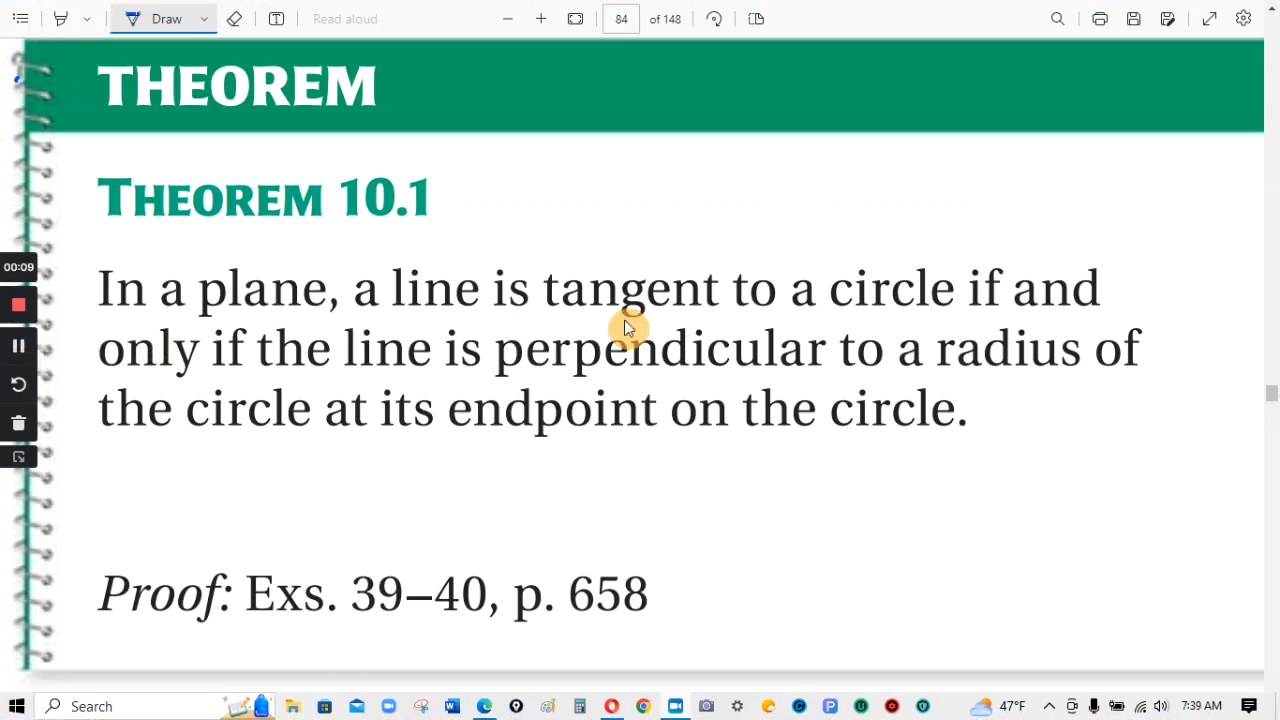 Draw
Read aloud
84
of 148
THEOREM
THEOREM 10.1
00:09
In a plane, a line is tangent to a circle if and
only if the line is perpendicular to a radius of
the circle at its endpoint on the circle.
Proof: Exs. 39–40, p. 658
Search
47°F
7:39 AM